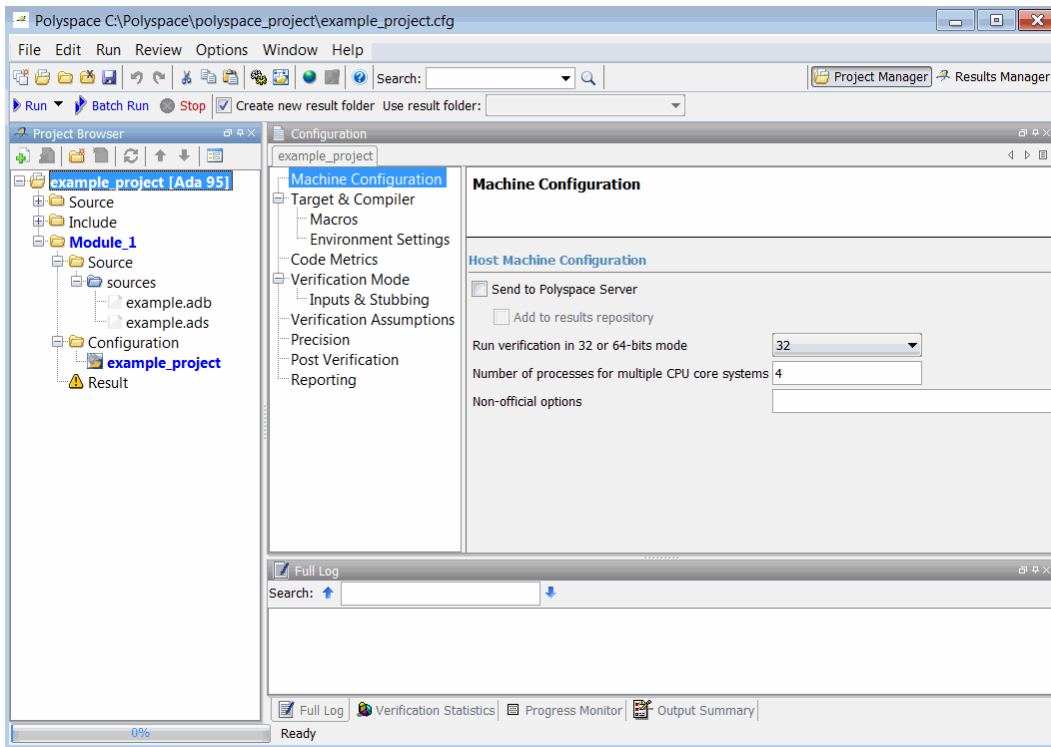 Polyspace C:\Polyspace\polyspace_project\example_project.cfg
File Edit Run Review Options Window Help
Search:
Project Manager Results Manager
Run Batch Run Stop Create new result folder Use result folder:
Project Browser
example_project [Ada 95]
Source
Include
Module_1
Source
sources
example.adb
example.ads
Configuration
example_project
Result
0%
Configuration
example_project
Machine Configuration
Target & Compiler
Macros
Environment Settings
Code Metrics
Verification Mode
Inputs & Stubbing
Verification Assumptions
Precision
Post Verification
Reporting
Machine Configuration
Host Machine Configuration
Send to Polyspace Server
Add to results repository
Run verification in 32 or 64-bits mode 32
Number of processes for multiple CPU core systems 4
Non-official options
Full Log
Search:
Full Log Verification Statistics Progress Monitor Output Summary
Ready